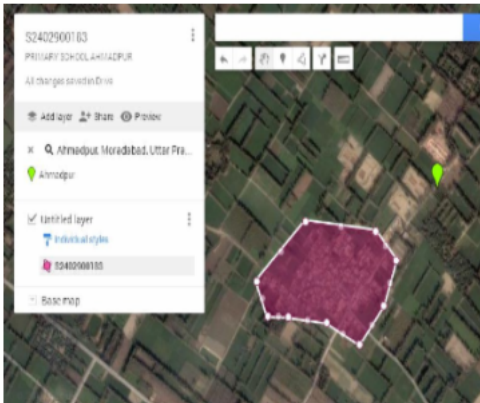 S2402900183
PRIMARY SCHOOL AHMADPUR
All changes saved in Drive
Add layer Share Preview
Ahmadpur, Moradabad, Uttar Pra...
Ahmadpur
Untitled layer
Individual styles
S2402900183
Base map